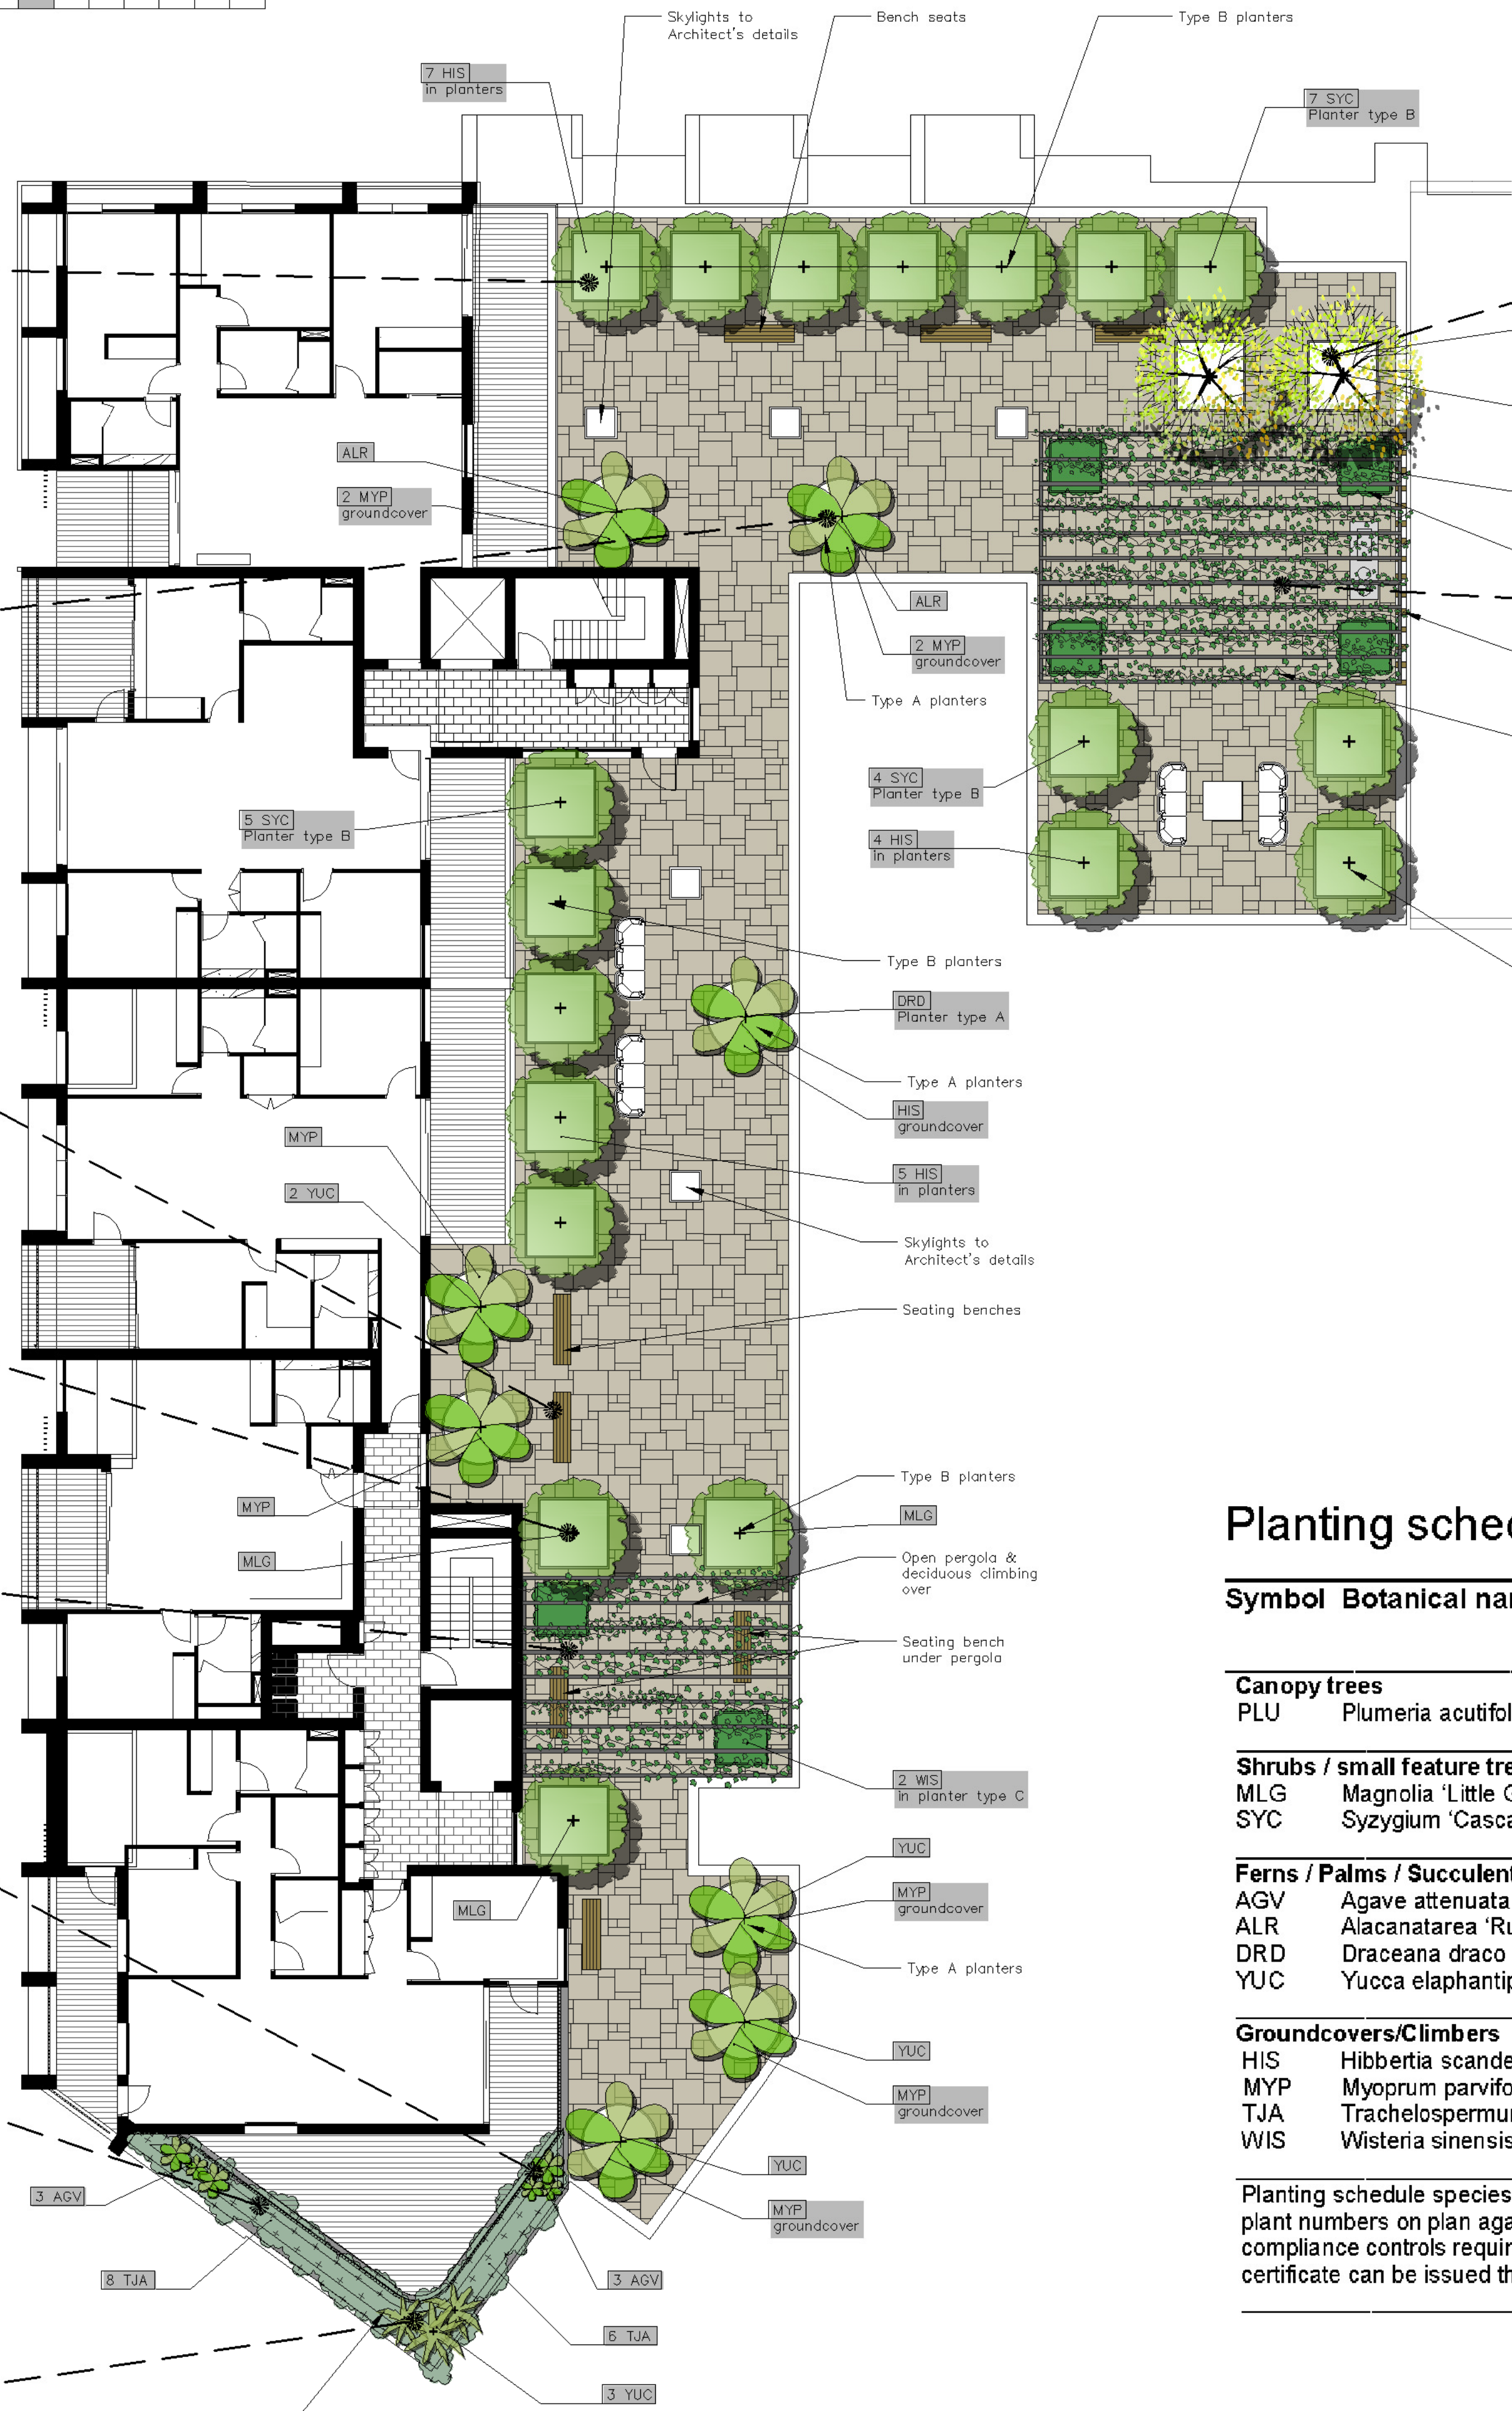 Skylights to
Architect's details
Bench seats
Type B planters
7 HIS
in planters
7 SYC
Planter type B
ALR
2 MYP
groundcover
ALR
2 MYP
groundcover
Type A planters
4 SYC
Planter type B
5 SYC
Planter type B
4 HIS
in planters
Type B planters
DRD
Planter type A
Type A planters
HIS
groundcover
MYP
5 HIS
in planters
2 YUC
Skylights to
Architect's details
Seating benches
Type B planters
MYP
MLG
MLG
Open pergola &
deciduous climbing
over
Seating bench
under pergola
2 WIS
in planter type C
YUC
MYP
groundcover
MLG
Type A planters
YUC
MYP
groundcover
YUC
3 AGV
MYP
groundcover
8 TJA
3 AGV
6 TJA
3 YUC
Planting sched
Symbol Botanical nam
Canopy trees
PLU Plumeria acutifol
Shrubs / small feature tre
MLG Magnolia 'Little G
SYC Syzygium 'Casca
Ferns / Palms / Succulent
AGV Agave attenuata
ALR Alacanatarea 'Ru
DRD Draceana draco
YUC Yucca elaphantip
Groundcovers/Climbers
HIS Hibbertia scande
MYP Myoprum parvifo
TJA Trachelospermu
WIS Wisteria sinensis
Planting schedule species
plant numbers on plan aga
compliance controls requir
certificate can be issued th